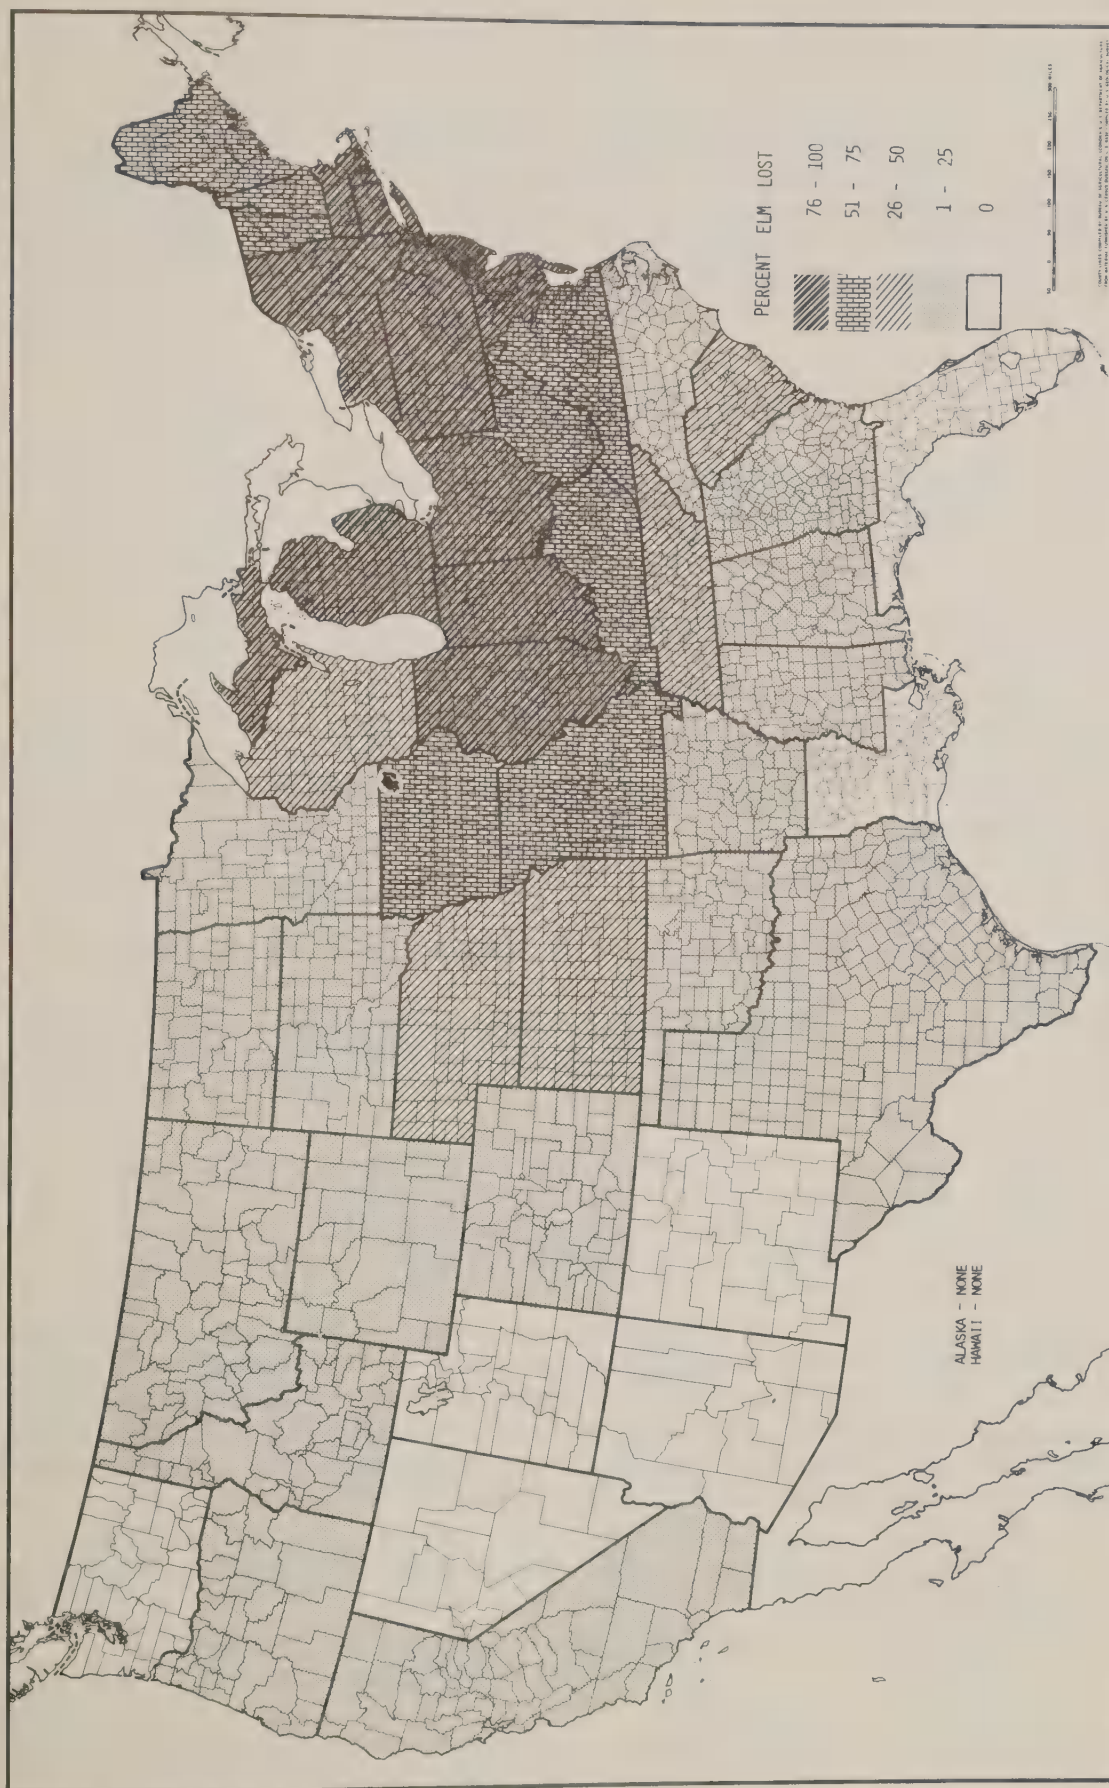 PERCENT ELM LOST
76 - 100
51 - 75
26 - 50
1 - 25
0
ALASKA - NONE
HAWAII - NONE